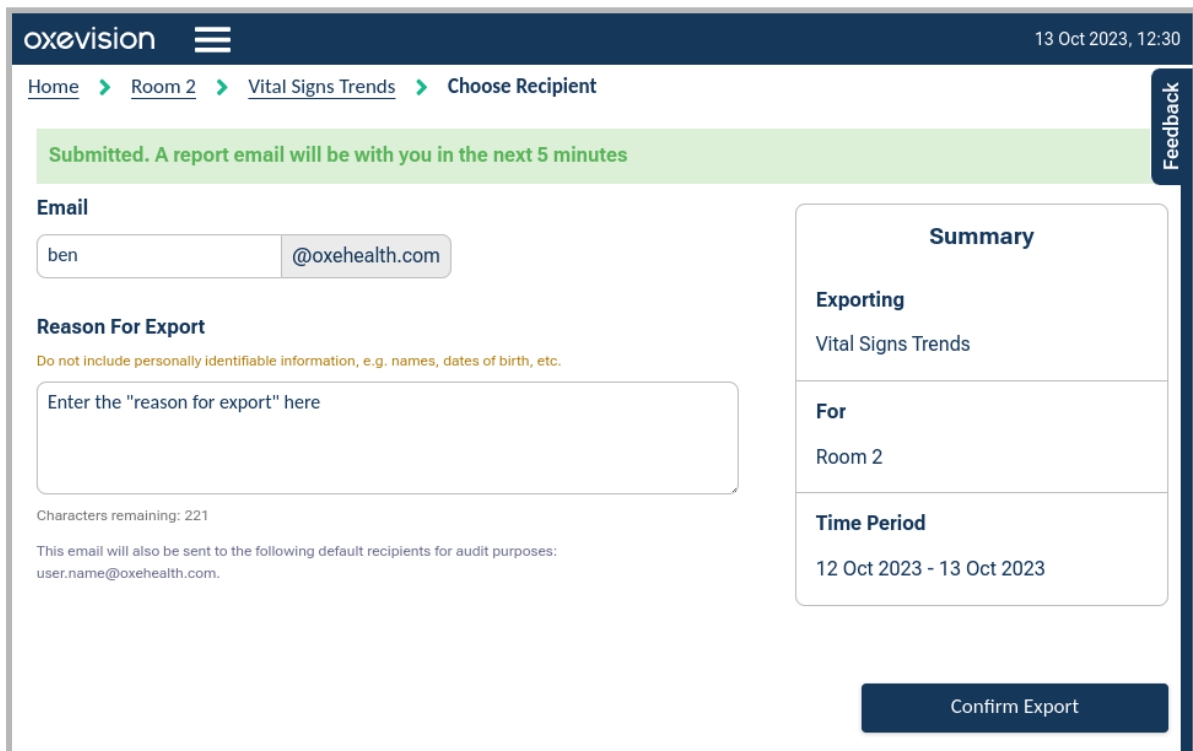 oxevision
13 Oct 2023, 12:30
Home > Room 2 > Vital Signs Trends > Choose Recipient
Feedback
Submitted. A report email will be with you in the next 5 minutes
Email
ben @oxehealth.com
Reason For Export
Do not include personally identifiable information, e.g. names, dates of birth, etc.
Enter the "reason for export" here
Characters remaining: 221
This email will also be sent to the following default recipients for audit purposes:
user.name@oxehealth.com.
Summary
Exporting
Vital Signs Trends
For
Room 2
Time Period
12 Oct 2023 - 13 Oct 2023
Confirm Export